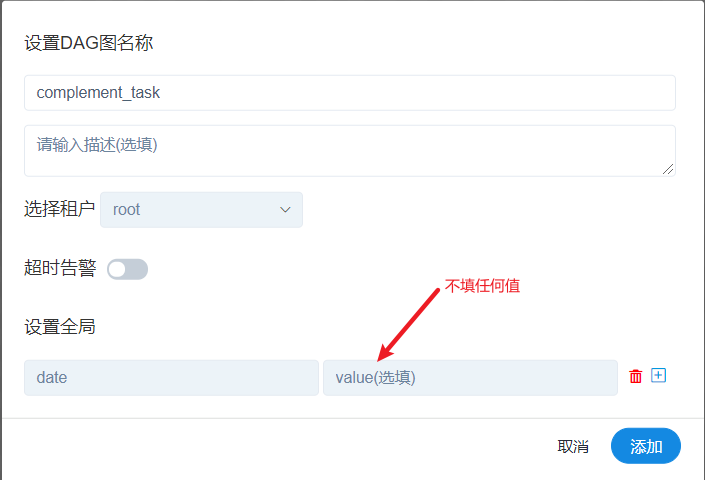 设置DAG图名称
complement_task
请输入描述(选填)
选择租户 root
超时告警
不填任何值
设置全局
date value(选填)
取消 添加